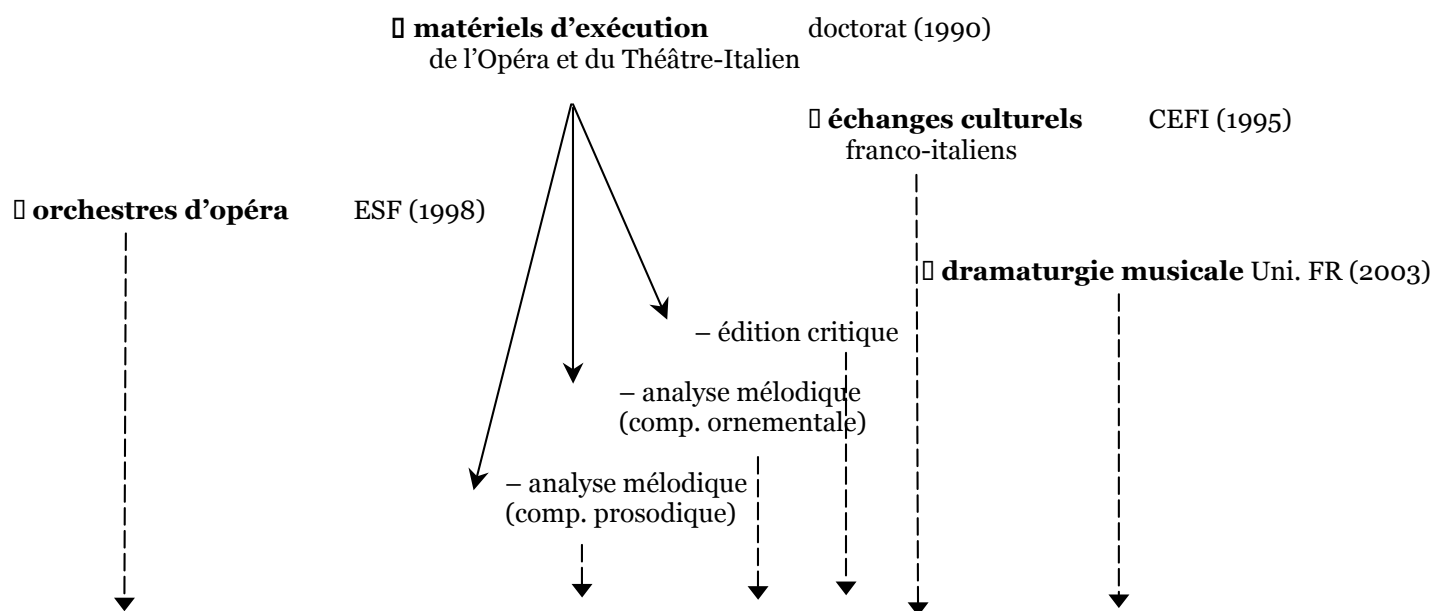 ▯ matériels d’exécution doctorat (1990)
de l’Opéra et du Théâtre-Italien
▯ échanges culturels CEFI (1995)
franco-italiens
▯ orchestres d’opéra ESF (1998)
▯ dramaturgie musicale Uni. FR (2003)
– édition critique
– analyse mélodique
(comp. ornementale)
– analyse mélodique
(comp. prosodique)